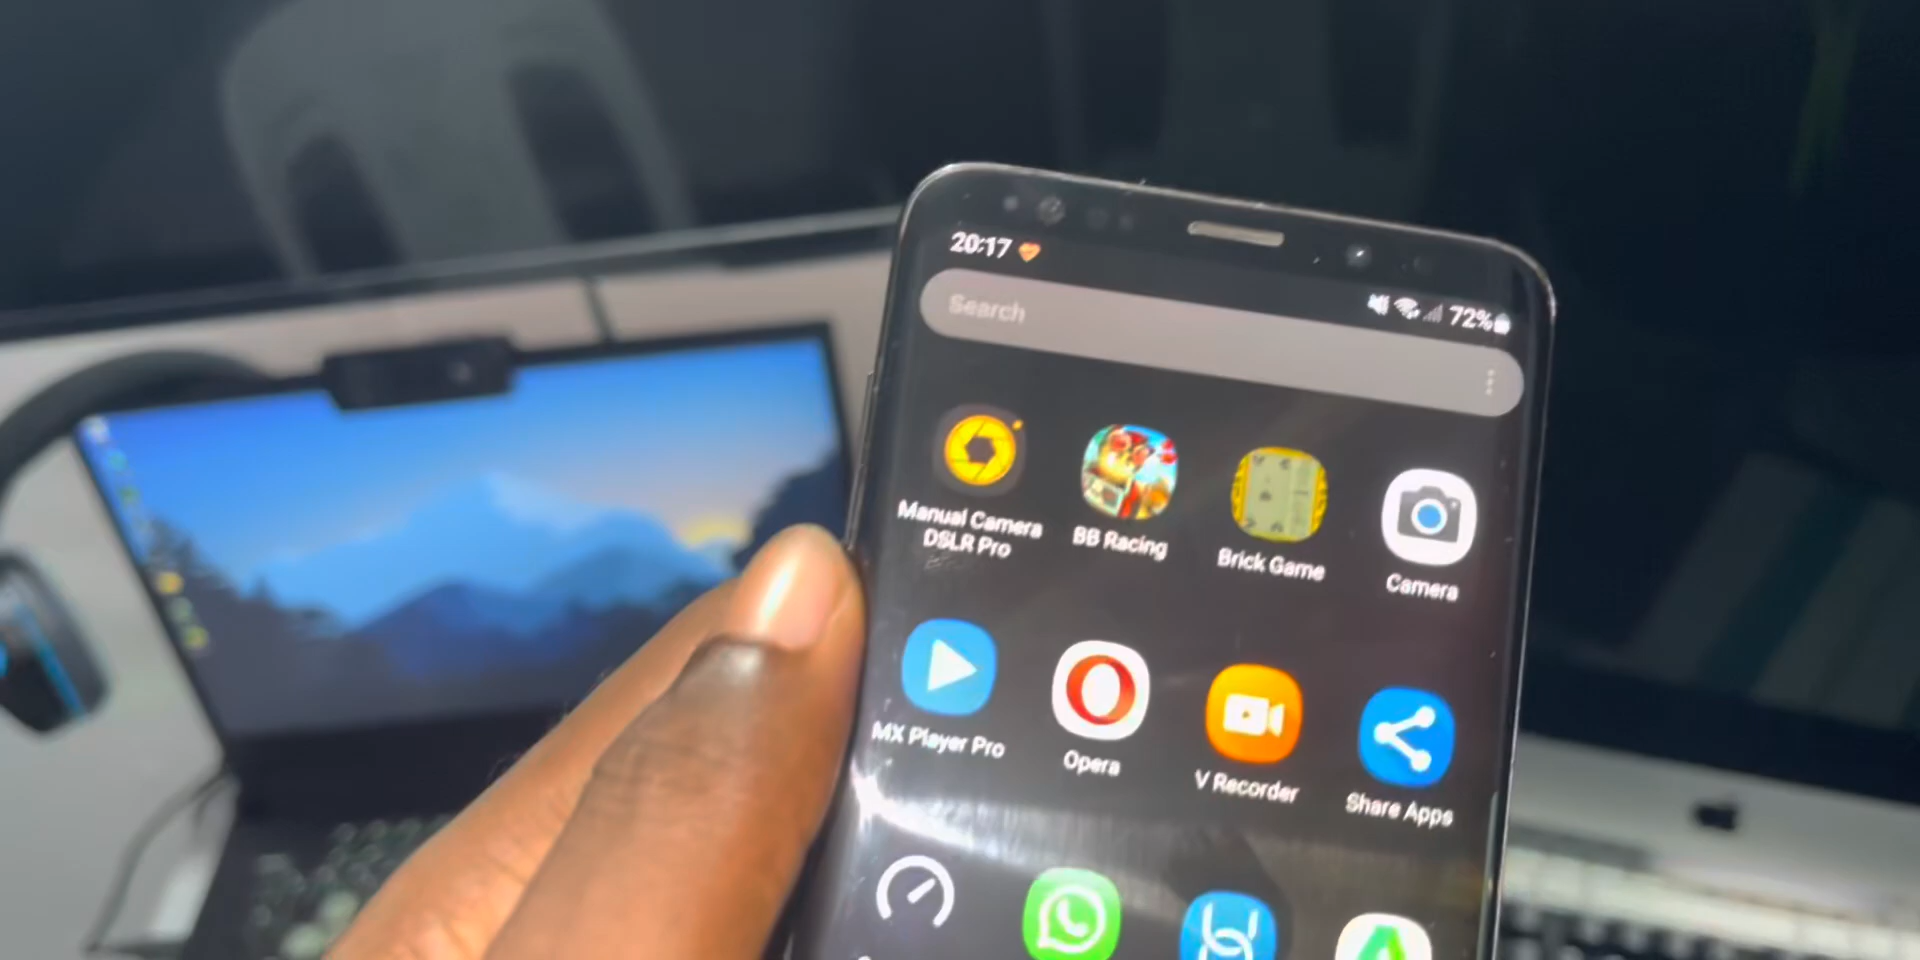 20:17
72%
Search
Manual Camera
DSLR Pro
BB Racing
Brick Game
Camera
MX Player Pro
Opera
V Recorder
Share Apps